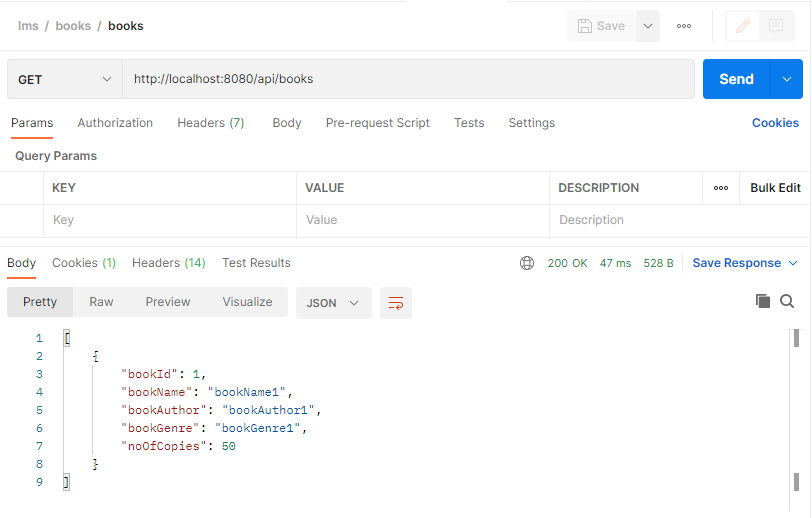 lms / books / books
Save
GET
http://localhost:8080/api/books
Send
Params Authorization Headers (7) Body Pre-request Script Tests Settings Cookies
Query Params
KEY VALUE DESCRIPTION Bulk Edit
Key Value Description
Body Cookies (1) Headers (14) Test Results 200 OK 47 ms 528 B Save Response
Pretty Raw Preview Visualize JSON
1 [
2 {
3 "bookId": 1,
4 "bookName": "bookName1",
5 "bookAuthor": "bookAuthor1",
6 "bookGenre": "bookGenre1",
7 "noOfCopies": 50
8 }
9 ]